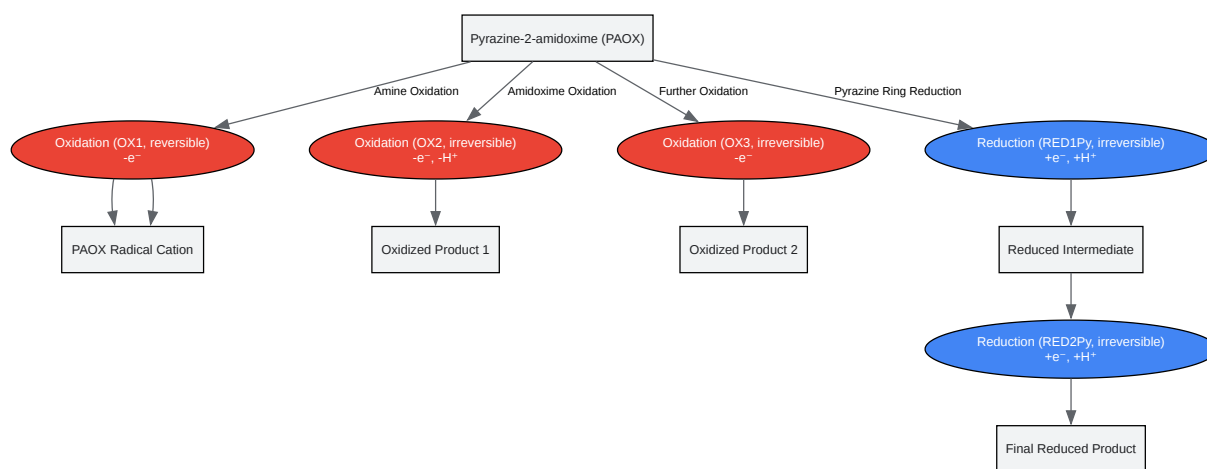 Pyrazine-2-amidoxime (PAOX)
Amine Oxidation
Amidoxime Oxidation
Further Oxidation
Pyrazine Ring Reduction
Oxidation (OX1, reversible)
-e⁻
Oxidation (OX2, irreversible)
-e⁻, -H⁺
Oxidation (OX3, irreversible)
-e⁻
Reduction (RED1Py, irreversible)
+e⁻, +H⁺
PAOX Radical Cation
Oxidized Product 1
Oxidized Product 2
Reduced Intermediate
Reduction (RED2Py, irreversible)
+e⁻, +H⁺
Final Reduced Product